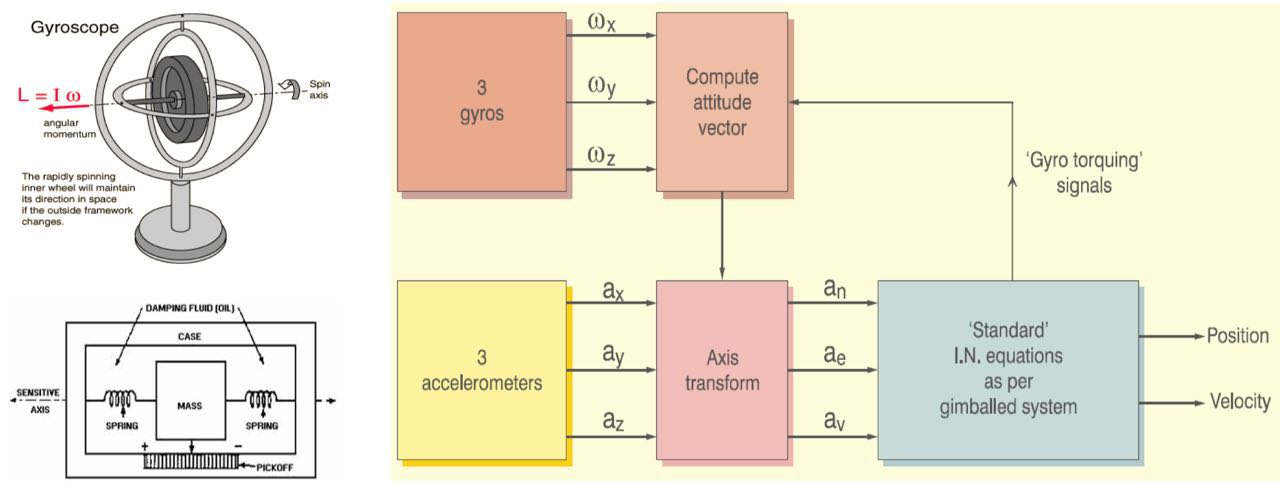 Gyroscope
L = I ω
angular
momentum
Spin
axis
The rapidly spinning
inner wheel will maintain
its direction in space
if the outside framework
changes.
DAMPING FLUID (OIL)
CASE
SENSITIVE
AXIS
MASS
SPRING
SPRING
+
−
PICKOFF
3
gyros
ωx
ωy
ωz
Compute
attitude
vector
'Gyro torquing'
signals
3
accelerometers
ax
ay
az
Axis
transform
an
ae
av
'Standard'
I.N. equations
as per
gimballed system
Position
Velocity